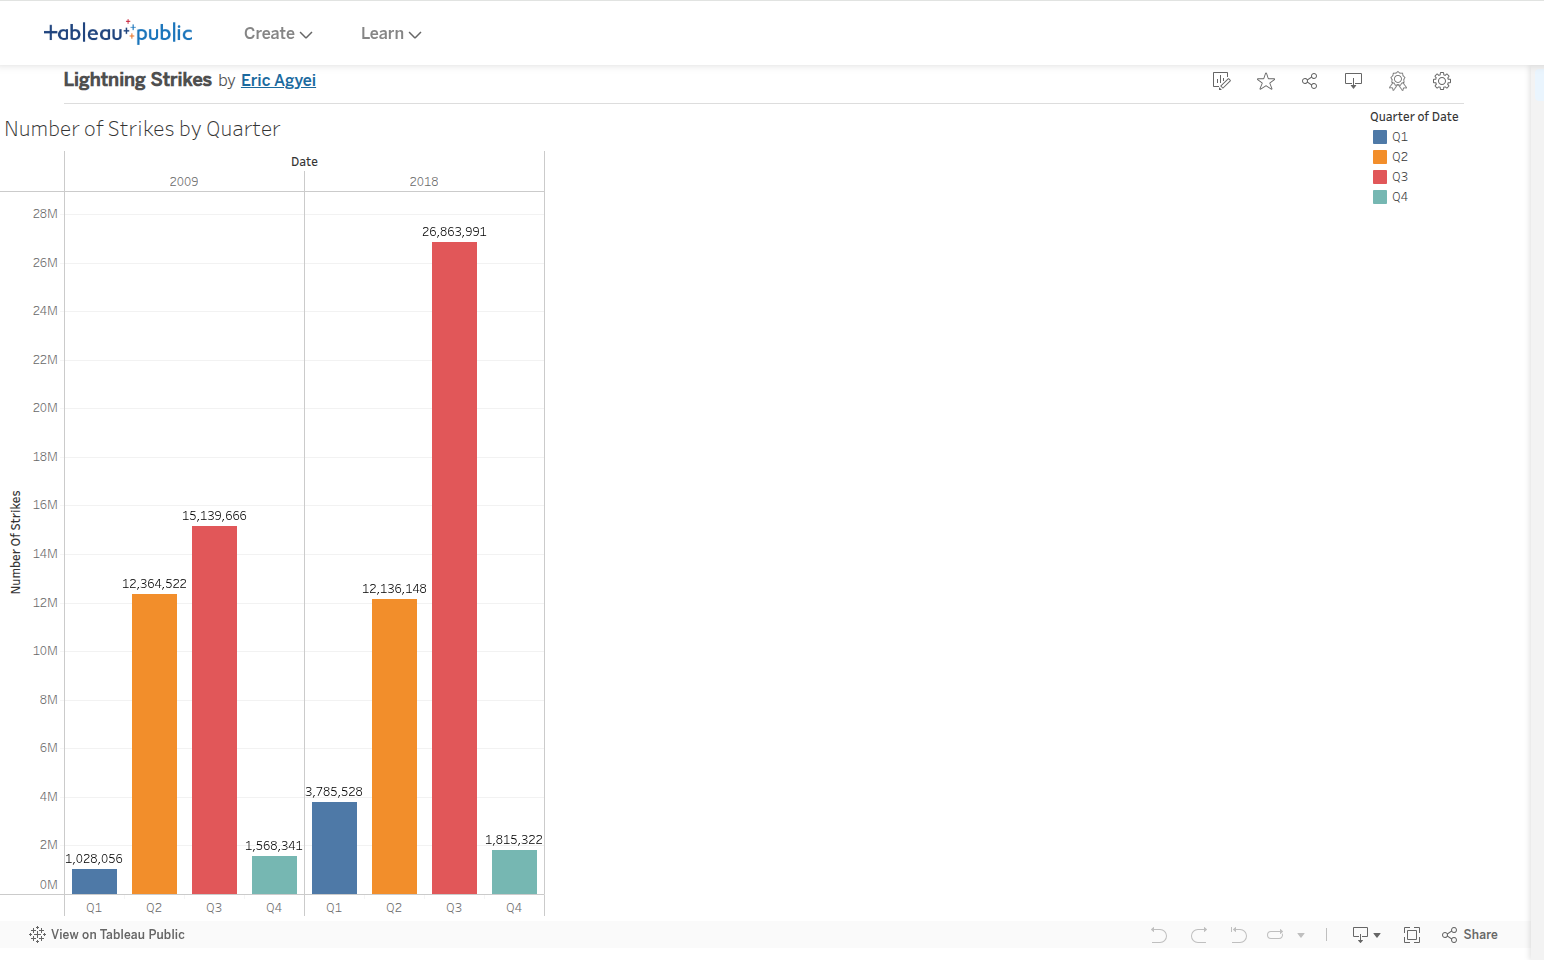 +ableau public
Create
Learn
Lightning Strikes by Eric Agyei
Number of Strikes by Quarter
Quarter of Date
Q1
Q2
Q3
Q4
Date
2009 2018
Number Of Strikes
28M
26M
24M
22M
20M
18M
16M
14M
12M
10M
8M
6M
4M
2M
0M
1,028,056
12,364,522
15,139,666
1,568,341
3,785,528
12,136,148
26,863,991
1,815,322
Q1 Q2 Q3 Q4 Q1 Q2 Q3 Q4
View on Tableau Public
Share